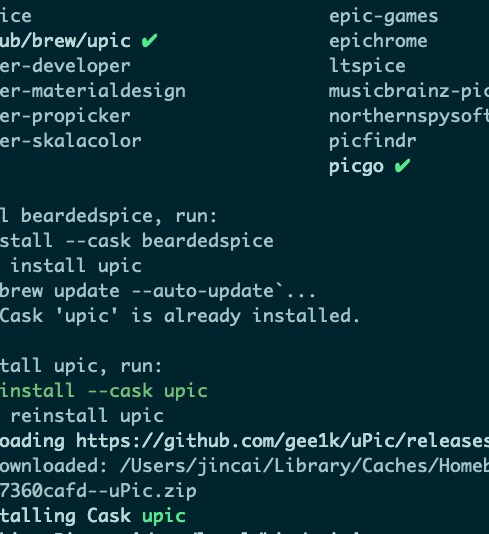 ice epic-games
ub/brew/upic ✔ epichrome
er-developer ltspice
er-materialdesign musicbrainz-pic
er-propicker northernspysoft
er-skalacolor picfindr
picgo ✔
l beardedspice, run:
stall --cask beardedspice
install upic
brew update --auto-update`...
Cask 'upic' is already installed.
tall upic, run:
install --cask upic
reinstall upic
oading https://github.com/gee1k/uPic/releases
ownloaded: /Users/jincai/Library/Caches/Homeb
7360cafd--uPic.zip
talling Cask upic